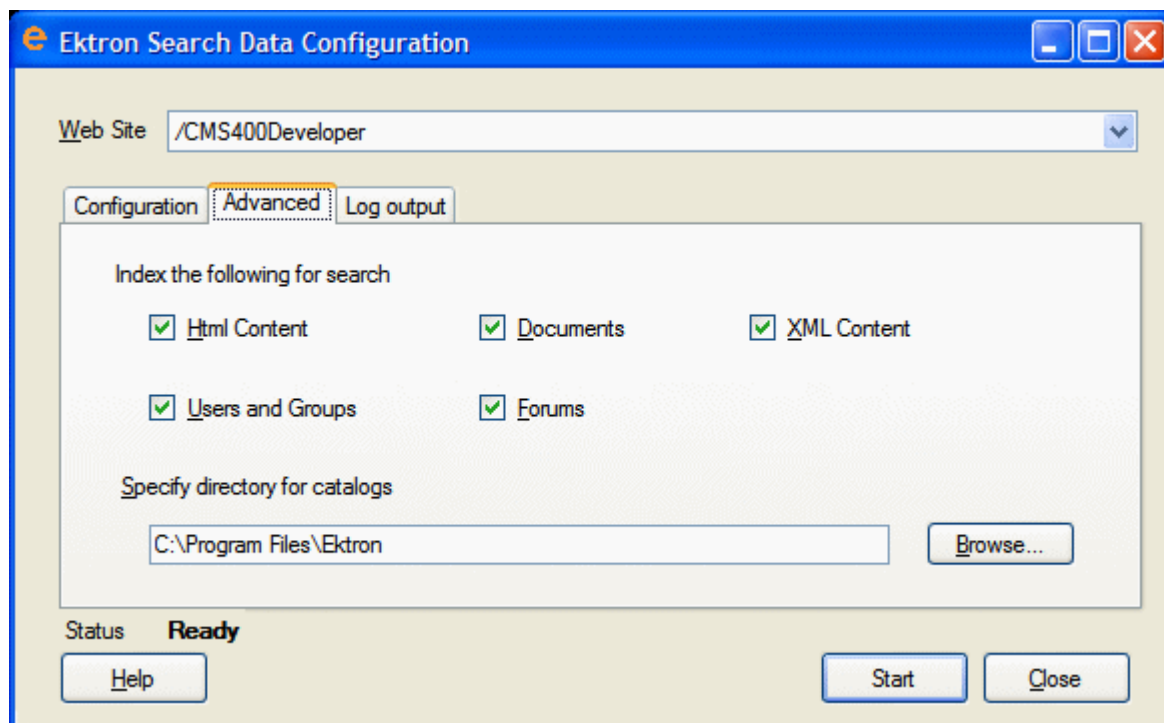 Ektron Search Data Configuration
Web Site /CMS400Developer
Configuration Advanced Log output
Index the following for search
Html Content Documents XML Content
Users and Groups Forums
Specify directory for catalogs
C:\Program Files\Ektron Browse...
Status Ready
Help Start Close